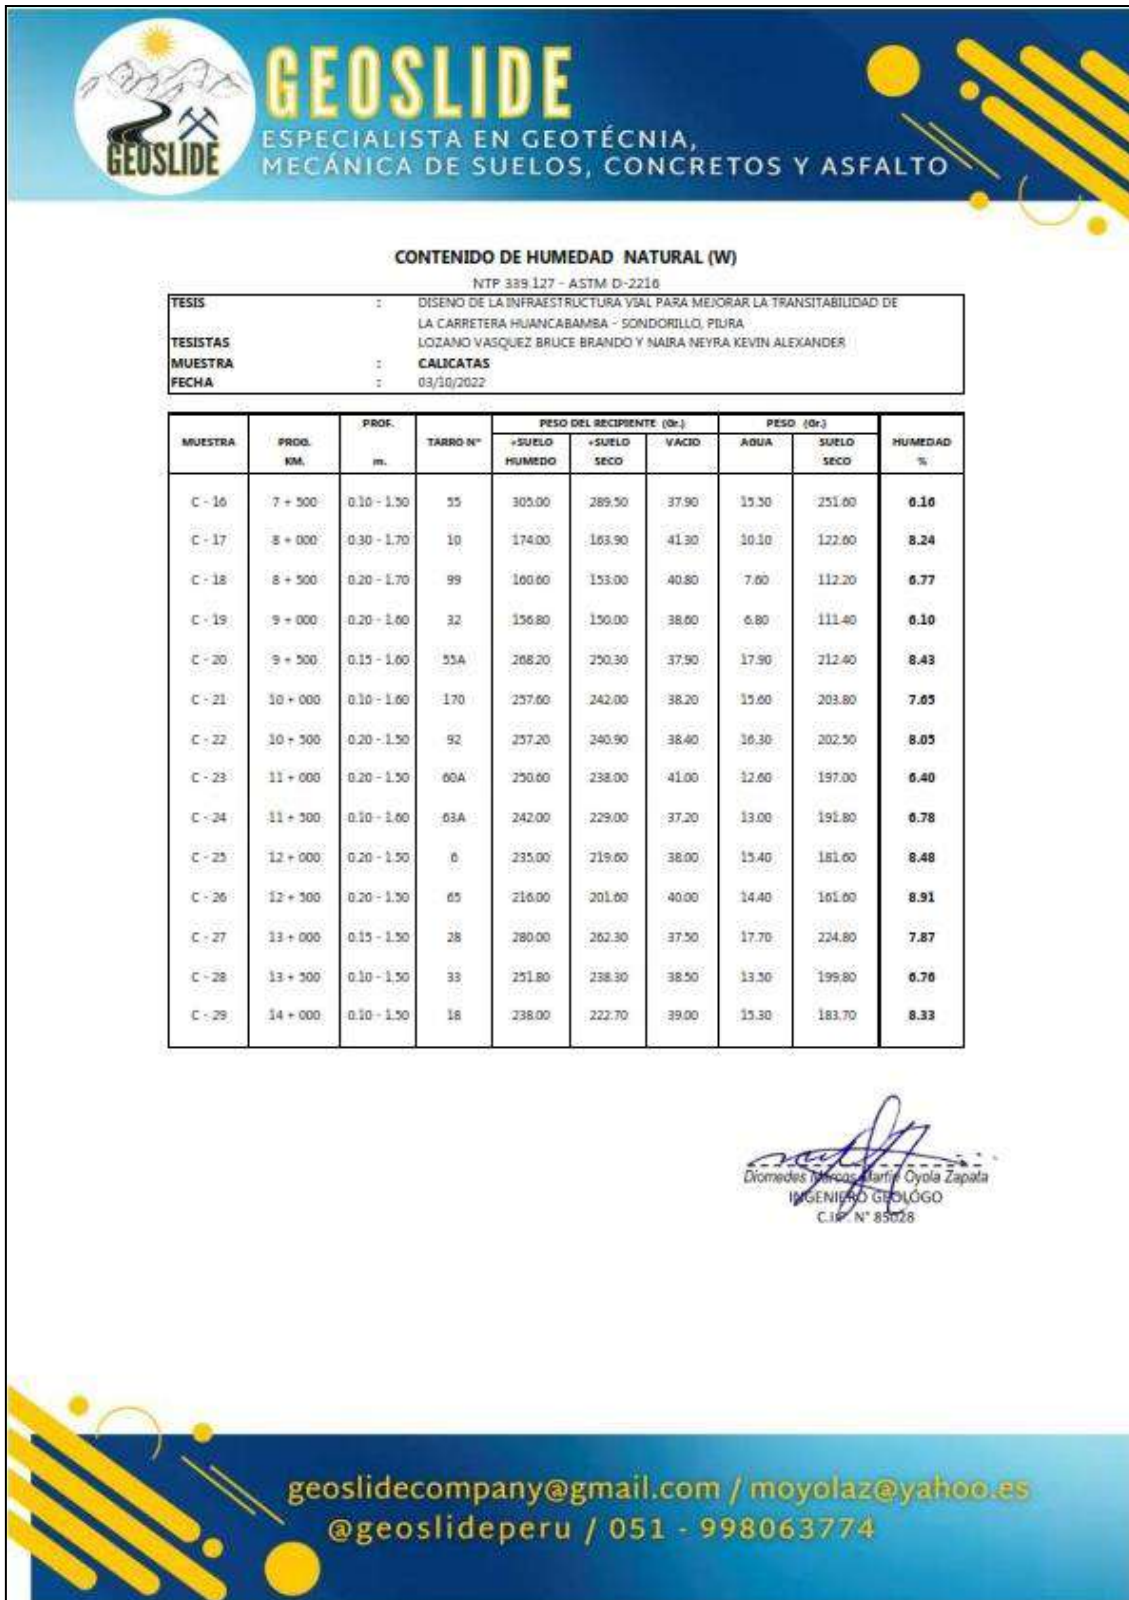 GEOSLIDE
GEOSLIDE
ESPECIALISTA EN GEOTÉCNIA,
MECÁNICA DE SUELOS, CONCRETOS Y ASFALTO
CONTENIDO DE HUMEDAD NATURAL (W)
NTP 339.127 - ASTM D-2216
TESIS : DISEÑO DE LA INFRAESTRUCTURA VIAL PARA MEJORAR LA TRANSITABILIDAD DE
LA CARRETERA HUANCABAMBA - SONDORILLO, PIURA
TESISTAS LOZANO VASQUEZ BRUCE BRANDO Y NAIRA NEYRA KEVIN ALEXANDER
MUESTRA : CALICATAS
FECHA : 03/10/2022
PROF. PESO DEL RECIPIENTE (Gr.) PESO (Gr.)
MUESTRA PROG. TARRO N° +SUELO +SUELO VACIO AGUA SUELO HUMEDAD
KM. m. HUMEDO SECO SECO %
C - 16 7 + 500 0.10 - 1.50 55 305.00 289.50 37.90 15.50 251.60 6.16
C - 17 8 + 000 0.30 - 1.70 10 174.00 163.90 41.30 10.10 122.60 8.24
C - 18 8 + 500 0.20 - 1.70 99 160.60 153.00 40.80 7.60 112.20 6.77
C - 19 9 + 000 0.20 - 1.60 32 156.80 150.00 38.60 6.80 111.40 6.10
C - 20 9 + 500 0.15 - 1.60 55A 268.20 250.30 37.90 17.90 212.40 8.43
C - 21 10 + 000 0.10 - 1.60 170 257.60 242.00 38.20 15.60 203.80 7.65
C - 22 10 + 500 0.20 - 1.50 92 257.20 240.90 38.40 16.30 202.50 8.05
C - 23 11 + 000 0.20 - 1.50 60A 250.60 238.00 41.00 12.60 197.00 6.40
C - 24 11 + 500 0.10 - 1.60 63A 242.00 229.00 37.20 13.00 191.80 6.78
C - 25 12 + 000 0.20 - 1.50 6 235.00 219.60 38.00 15.40 181.60 8.48
C - 26 12 + 500 0.20 - 1.50 65 216.00 201.60 40.00 14.40 161.60 8.91
C - 27 13 + 000 0.15 - 1.50 28 280.00 262.30 37.50 17.70 224.80 7.87
C - 28 13 + 500 0.10 - 1.50 33 251.80 238.30 38.50 13.50 199.80 6.76
C - 29 14 + 000 0.10 - 1.50 18 238.00 222.70 39.00 15.30 183.70 8.33
Diomedes Marcos Martin Oyola Zapata
INGENIERO GEOLÓGO
C.I.P. N° 85028
geoslidecompany@gmail.com / moyolaz@yahoo.es
@geoslideperu / 051 - 998063774